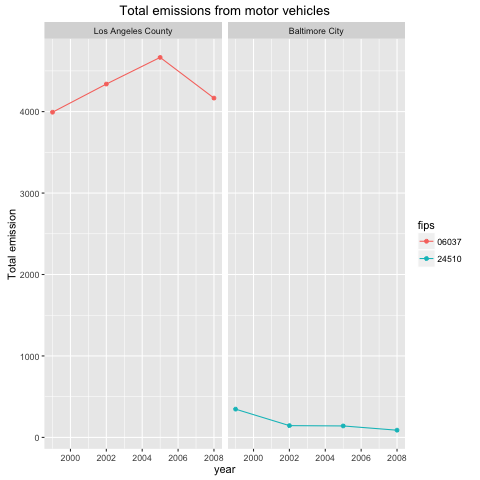 Total emissions from motor vehicles
Los Angeles County Baltimore City
4000
3000
2000
1000
0
Total emission
2000 2002 2004 2006 2008 2000 2002 2004 2006 2008
year
fips
06037
24510